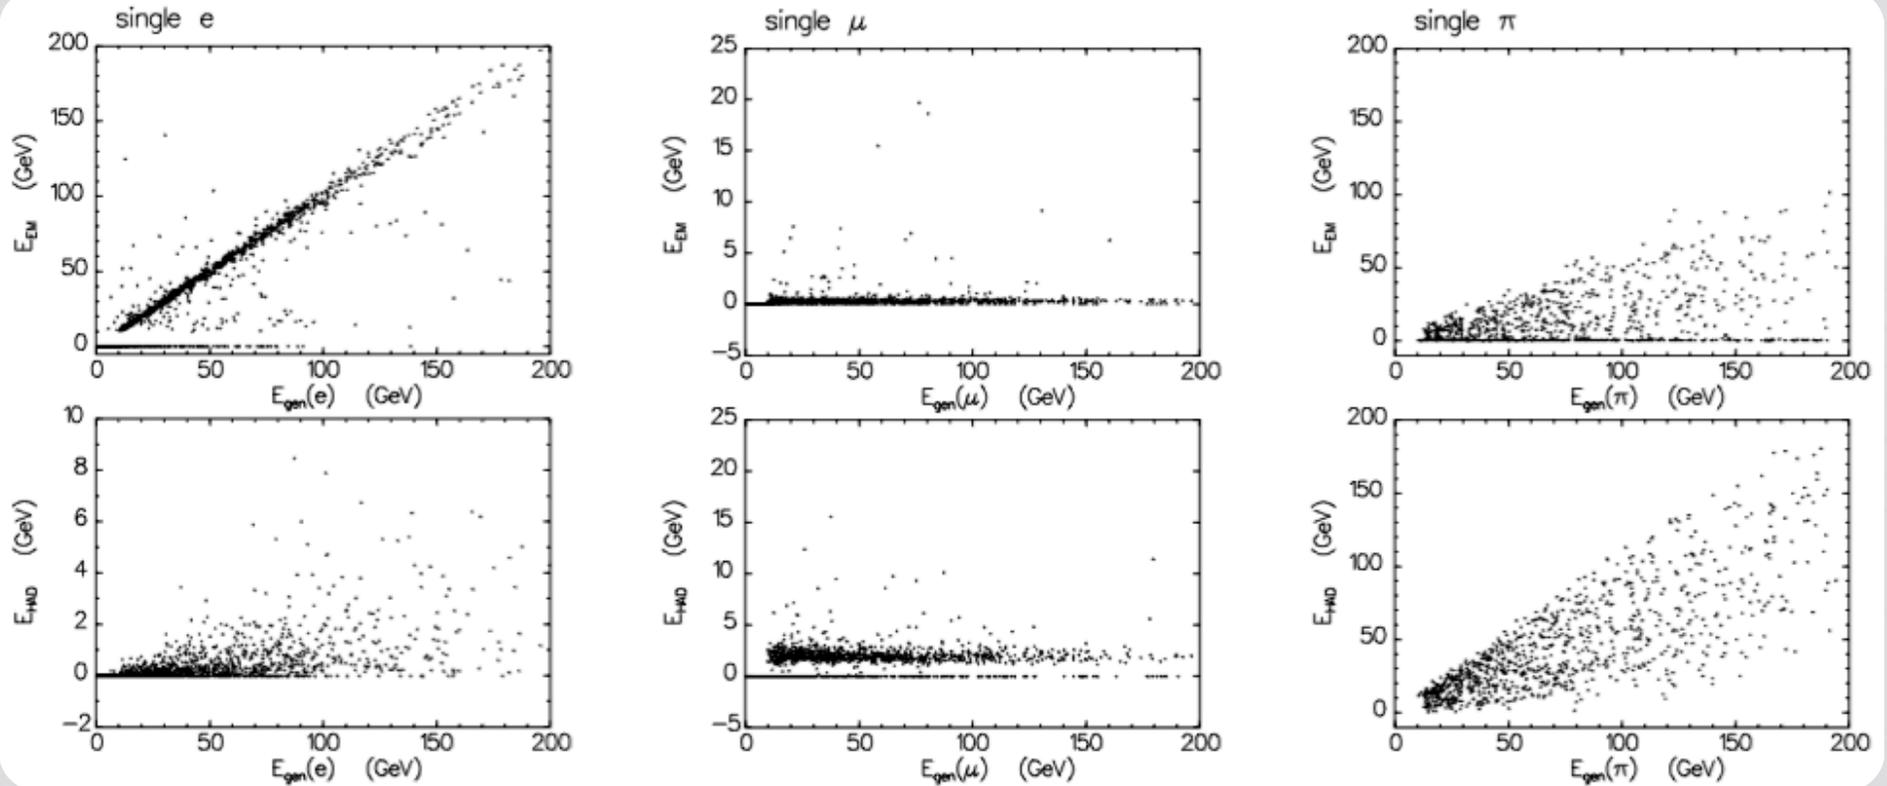 single e
200
150
100
50
0
E_EM (GeV)
0 50 100 150 200
E_gen(e) (GeV)
single μ
25
20
15
10
5
0
−5
E_EM (GeV)
0 50 100 150 200
E_gen(μ) (GeV)
single π
200
150
100
50
0
E_EM (GeV)
0 50 100 150 200
E_gen(π) (GeV)
10
8
6
4
2
0
−2
E_HAD (GeV)
0 50 100 150 200
E_gen(e) (GeV)
25
20
15
10
5
0
−5
E_HAD (GeV)
0 50 100 150 200
E_gen(μ) (GeV)
200
150
100
50
0
E_HAD (GeV)
0 50 100 150 200
E_gen(π) (GeV)